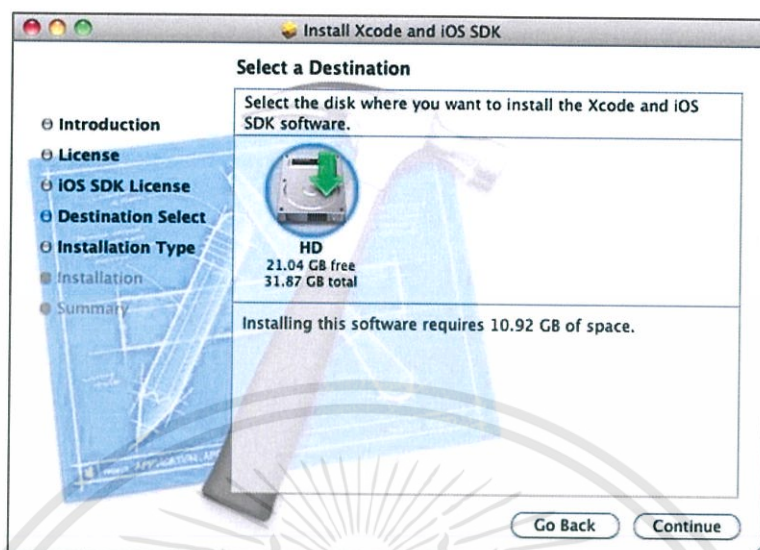 Install Xcode and iOS SDK
Select a Destination
Introduction
License
iOS SDK License
Destination Select
Installation Type
Installation
Summary
Select the disk where you want to install the Xcode and iOS
SDK software.
HD
21.04 GB free
31.87 GB total
Installing this software requires 10.92 GB of space.
Go Back
Continue